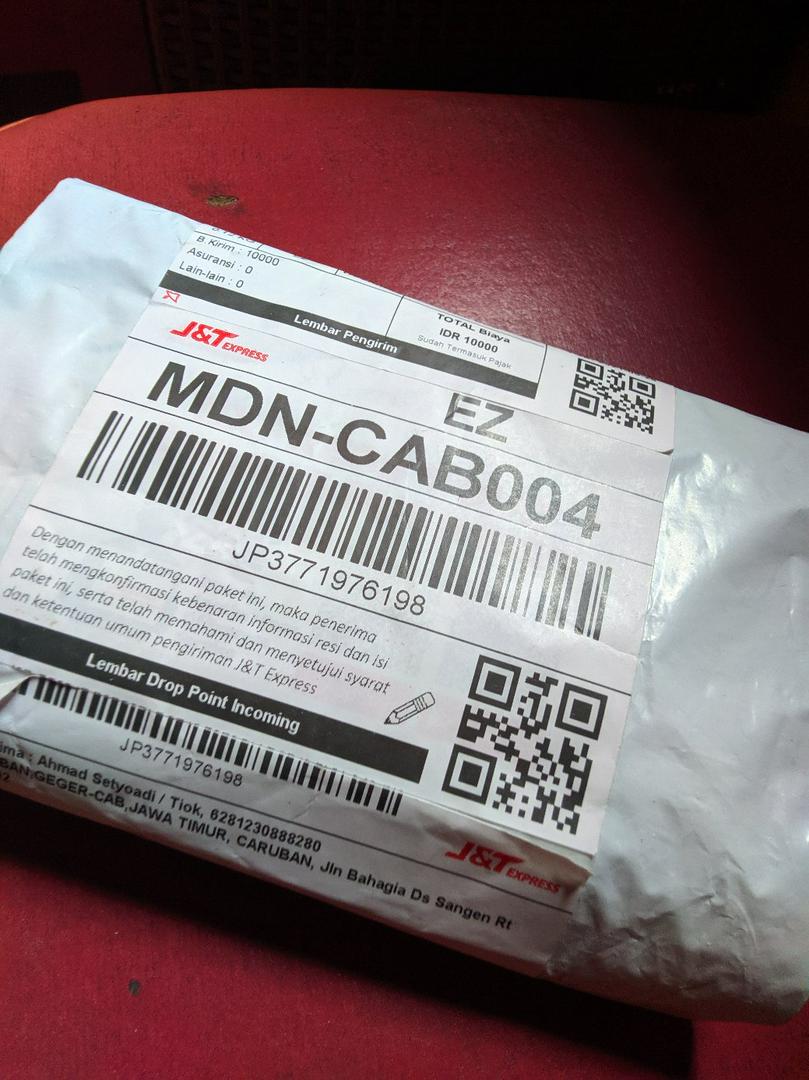 B. Kirim : 10000
Asuransi : 0
Lain-lain : 0
TOTAL Biaya
IDR 10000
Sudah Termasuk Pajak
Lembar Pengirim
J&T EXPRESS
EZ
MDN-CAB004
JP3771976198
Dengan menandatangani paket ini, maka penerima
telah mengkonfirmasi kebenaran informasi resi dan isi
paket ini, serta telah memahami dan menyetujui syarat
dan ketentuan umum pengiriman J&T Express
Lembar Drop Point Incoming
JP3771976198
ima : Ahmad Setyoadi / Tiok, 6281230888280
BAN,GEGER-CAB,JAWA TIMUR, CARUBAN, Jln Bahagia Ds Sangen Rt
J&T EXPRESS